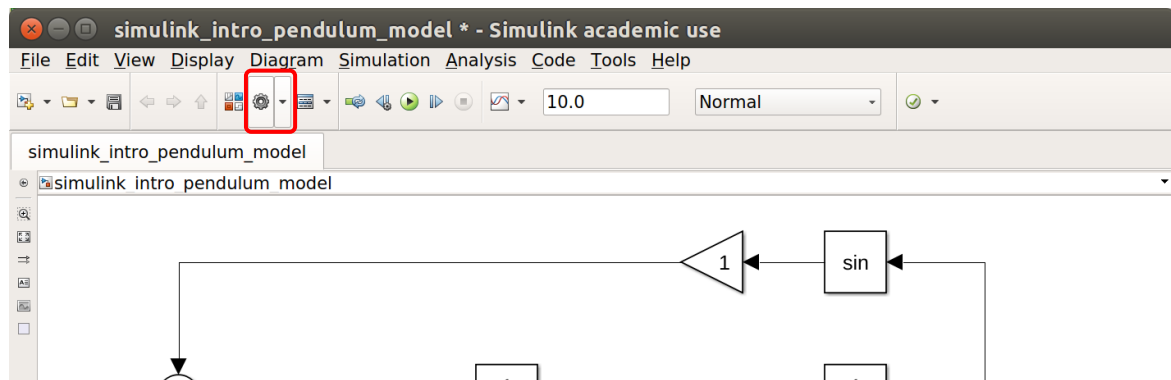 simulink_intro_pendulum_model * - Simulink academic use
File Edit View Display Diagram Simulation Analysis Code Tools Help
10.0 Normal
simulink_intro_pendulum_model
simulink_intro_pendulum_model
1 sin